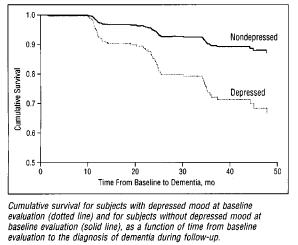 1.0
0.9
0.8
0.7
0.6
0.5
Cumulative Survival
Nondepressed
Depressed
0 10 20 30 40 50
Time From Baseline to Dementia, mo
Cumulative survival for subjects with depressed mood at baseline
evaluation (dotted line) and for subjects without depressed mood at
baseline evaluation (solid line), as a function of time from baseline
evaluation to the diagnosis of dementia during follow-up.